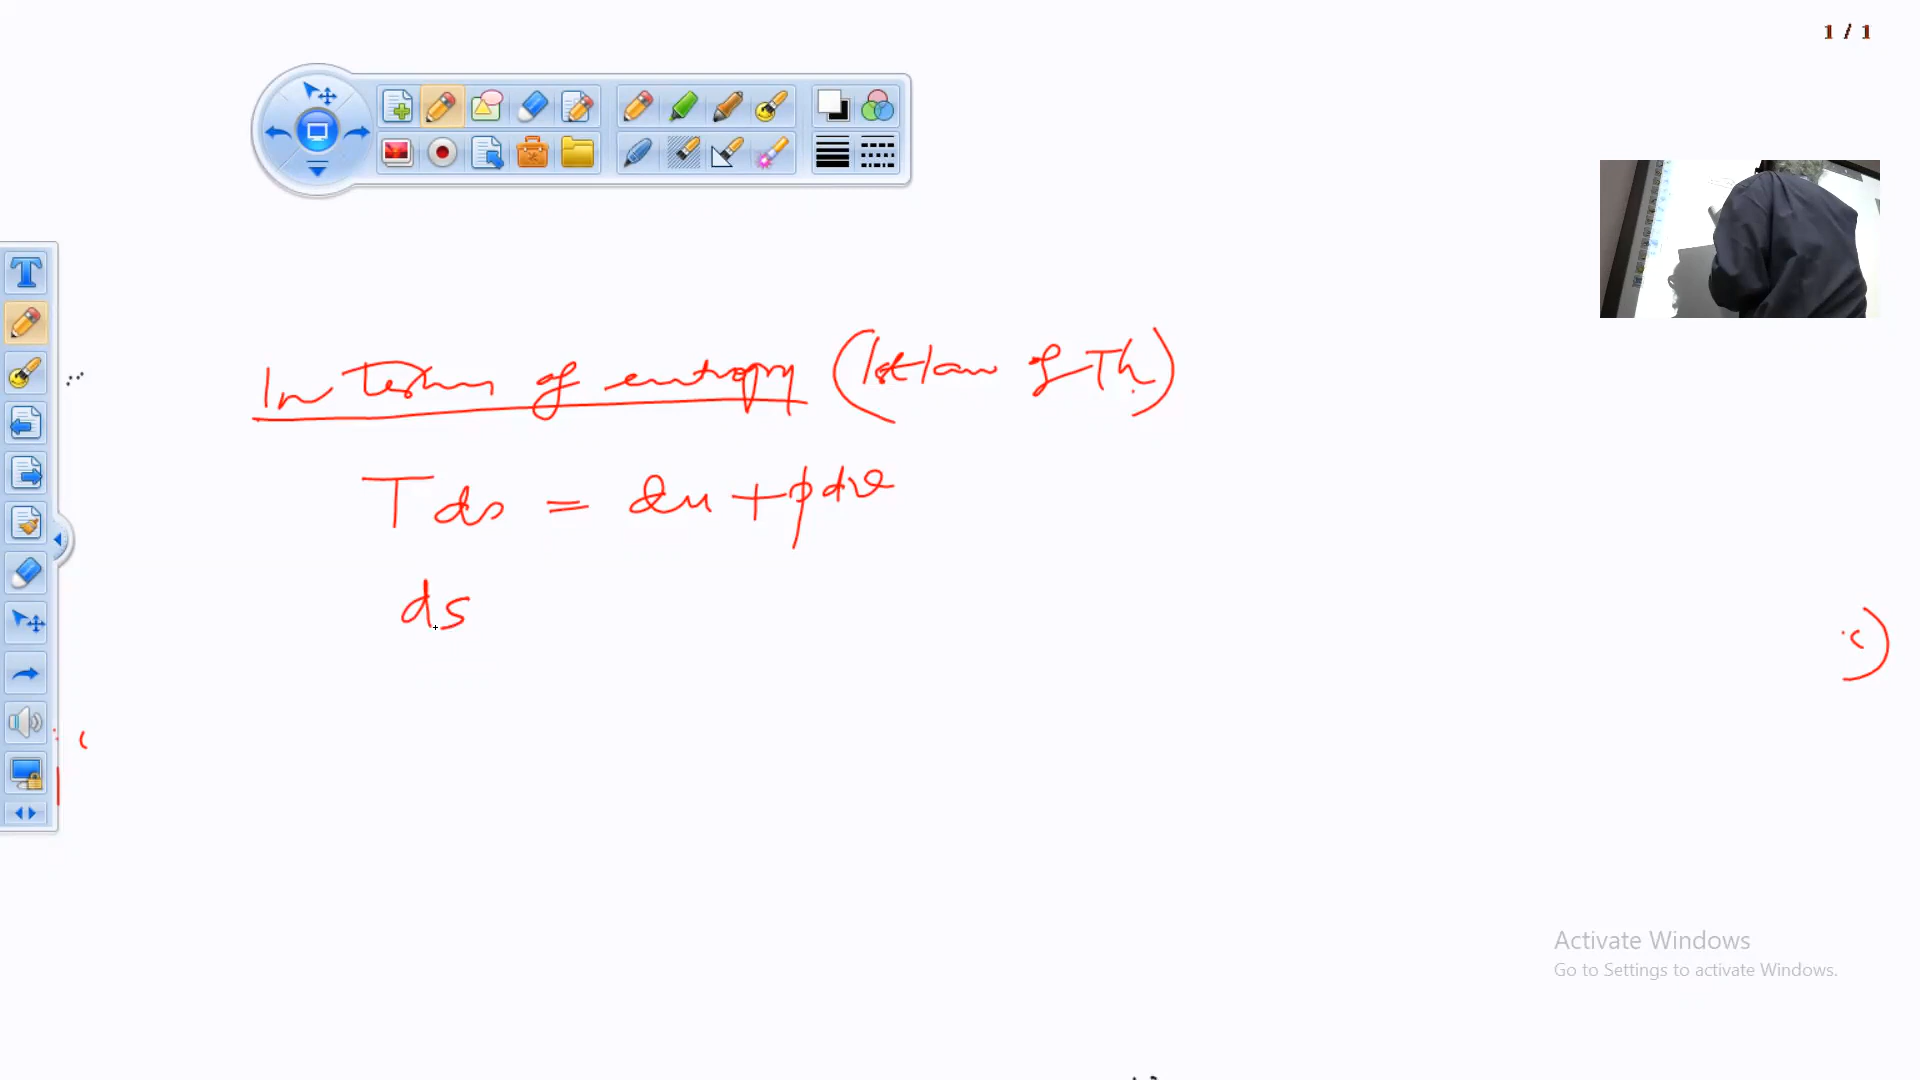 1 / 1
In Terms of entropy (1st law of Th.)
T ds = du + p dv
ds
Activate Windows
Go to Settings to activate Windows.